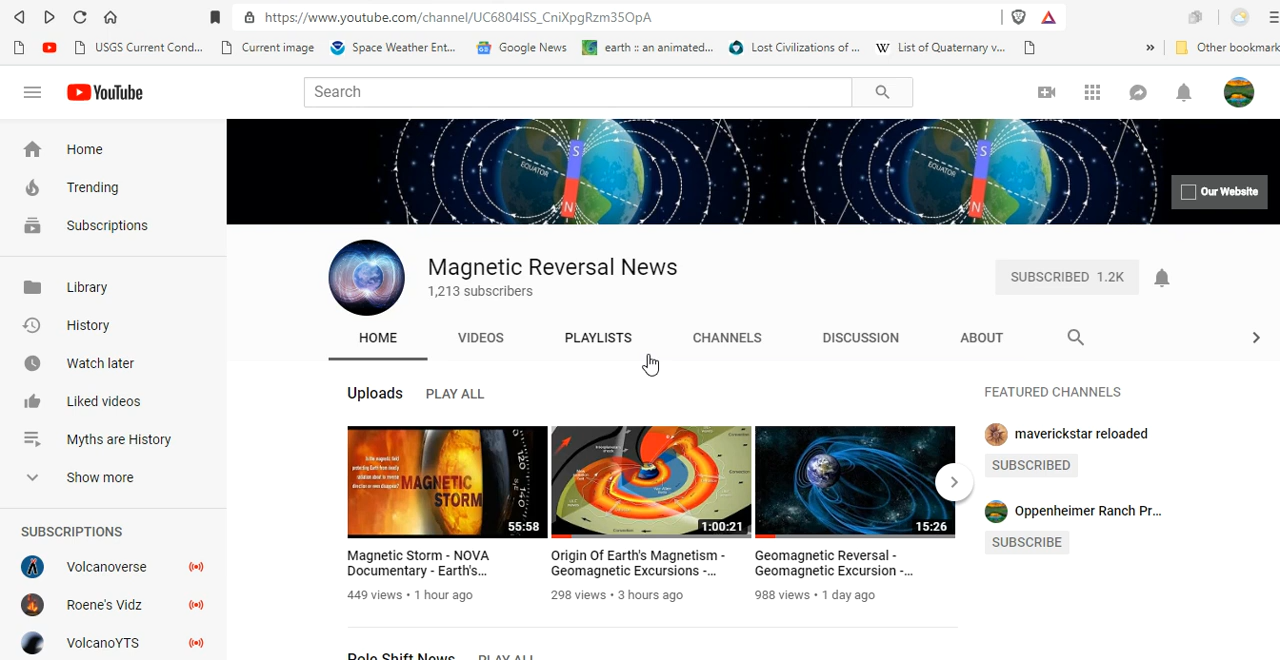 https://www.youtube.com/channel/UC6804ISS_CniXpgRzm35OpA
USGS Current Cond...
Current image
Space Weather Ent...
Google News
earth :: an animated...
Lost Civilizations of ...
W List of Quaternary v...
»
Other bookmark
YouTube
Search
Home
Trending
Subscriptions
Library
History
Watch later
Liked videos
Myths are History
Show more
SUBSCRIPTIONS
Volcanoverse
Roene's Vidz
VolcanoYTS
EQUATOR
S
N
EQUATOR
S
N
Our Website
Magnetic Reversal News
1,213 subscribers
SUBSCRIBED 1.2K
HOME
VIDEOS
PLAYLISTS
CHANNELS
DISCUSSION
ABOUT
Uploads
PLAY ALL
MAGNETIC
STORM
55:58
Magnetic Storm - NOVA
Documentary - Earth's...
449 views • 1 hour ago
1:00:21
Origin Of Earth's Magnetism -
Geomagnetic Excursions -...
298 views • 3 hours ago
15:26
Geomagnetic Reversal -
Geomagnetic Excursion -...
988 views • 1 day ago
FEATURED CHANNELS
maverickstar reloaded
SUBSCRIBED
Oppenheimer Ranch Pr...
SUBSCRIBE
Pole Shift News
PLAY ALL